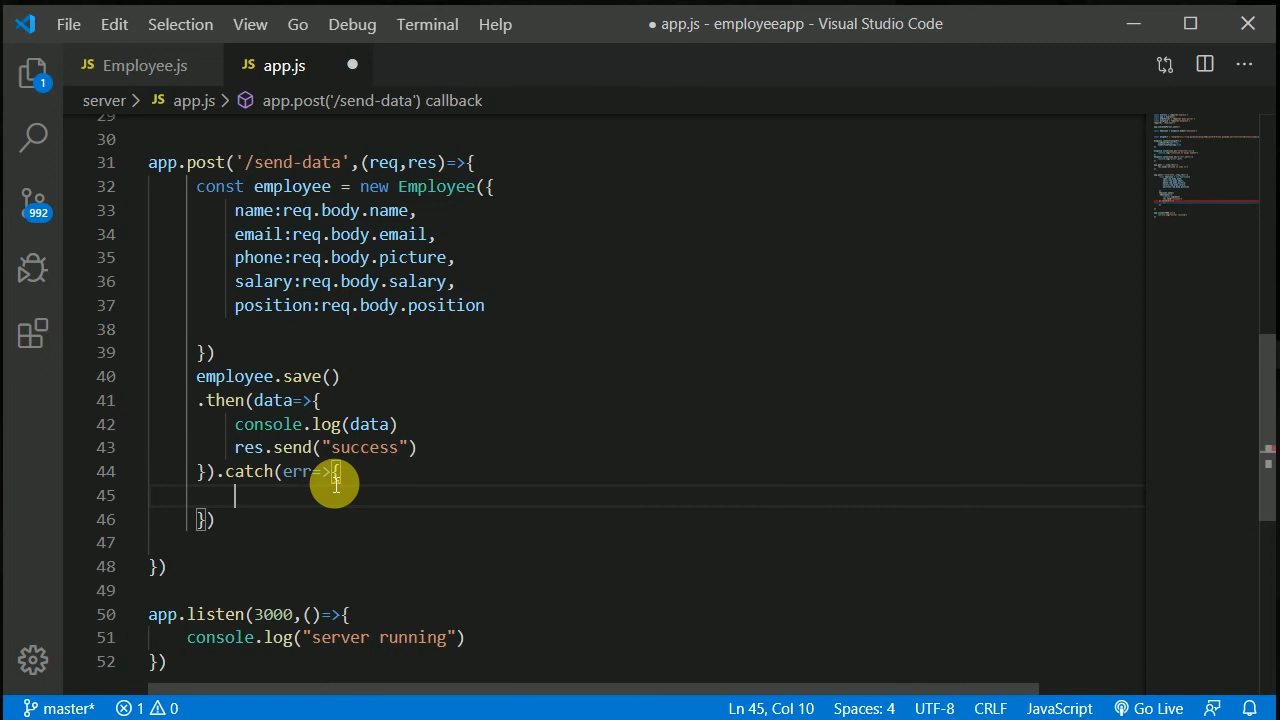 File Edit Selection View Go Debug Terminal Help ● app.js - employeeapp - Visual Studio Code
JS Employee.js JS app.js
server > JS app.js > app.post('/send-data') callback
29
30
31 app.post('/send-data',(req,res)=>{
32 const employee = new Employee({
33 name:req.body.name,
34 email:req.body.email,
35 phone:req.body.picture,
36 salary:req.body.salary,
37 position:req.body.position
38
39 })
40 employee.save()
41 .then(data=>{
42 console.log(data)
43 res.send("success")
44 }).catch(err=>{
45
46 })
47
48 })
49
50 app.listen(3000,()=>{
51 console.log("server running")
52 })
1
992
master* 1 0 Ln 45, Col 10 Spaces: 4 UTF-8 CRLF JavaScript Go Live